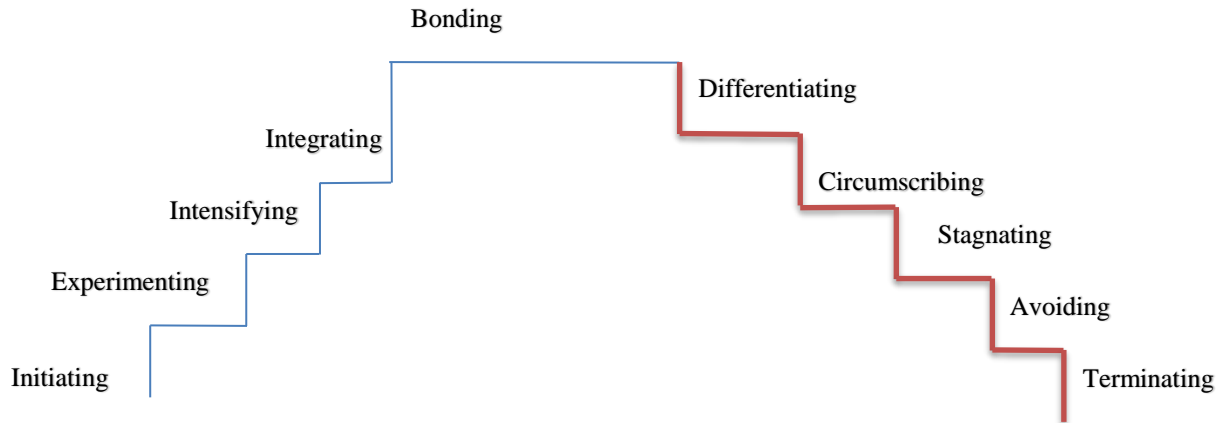 Bonding
Differentiating
Integrating
Circumscribing
Intensifying
Stagnating
Experimenting
Avoiding
Initiating
Terminating